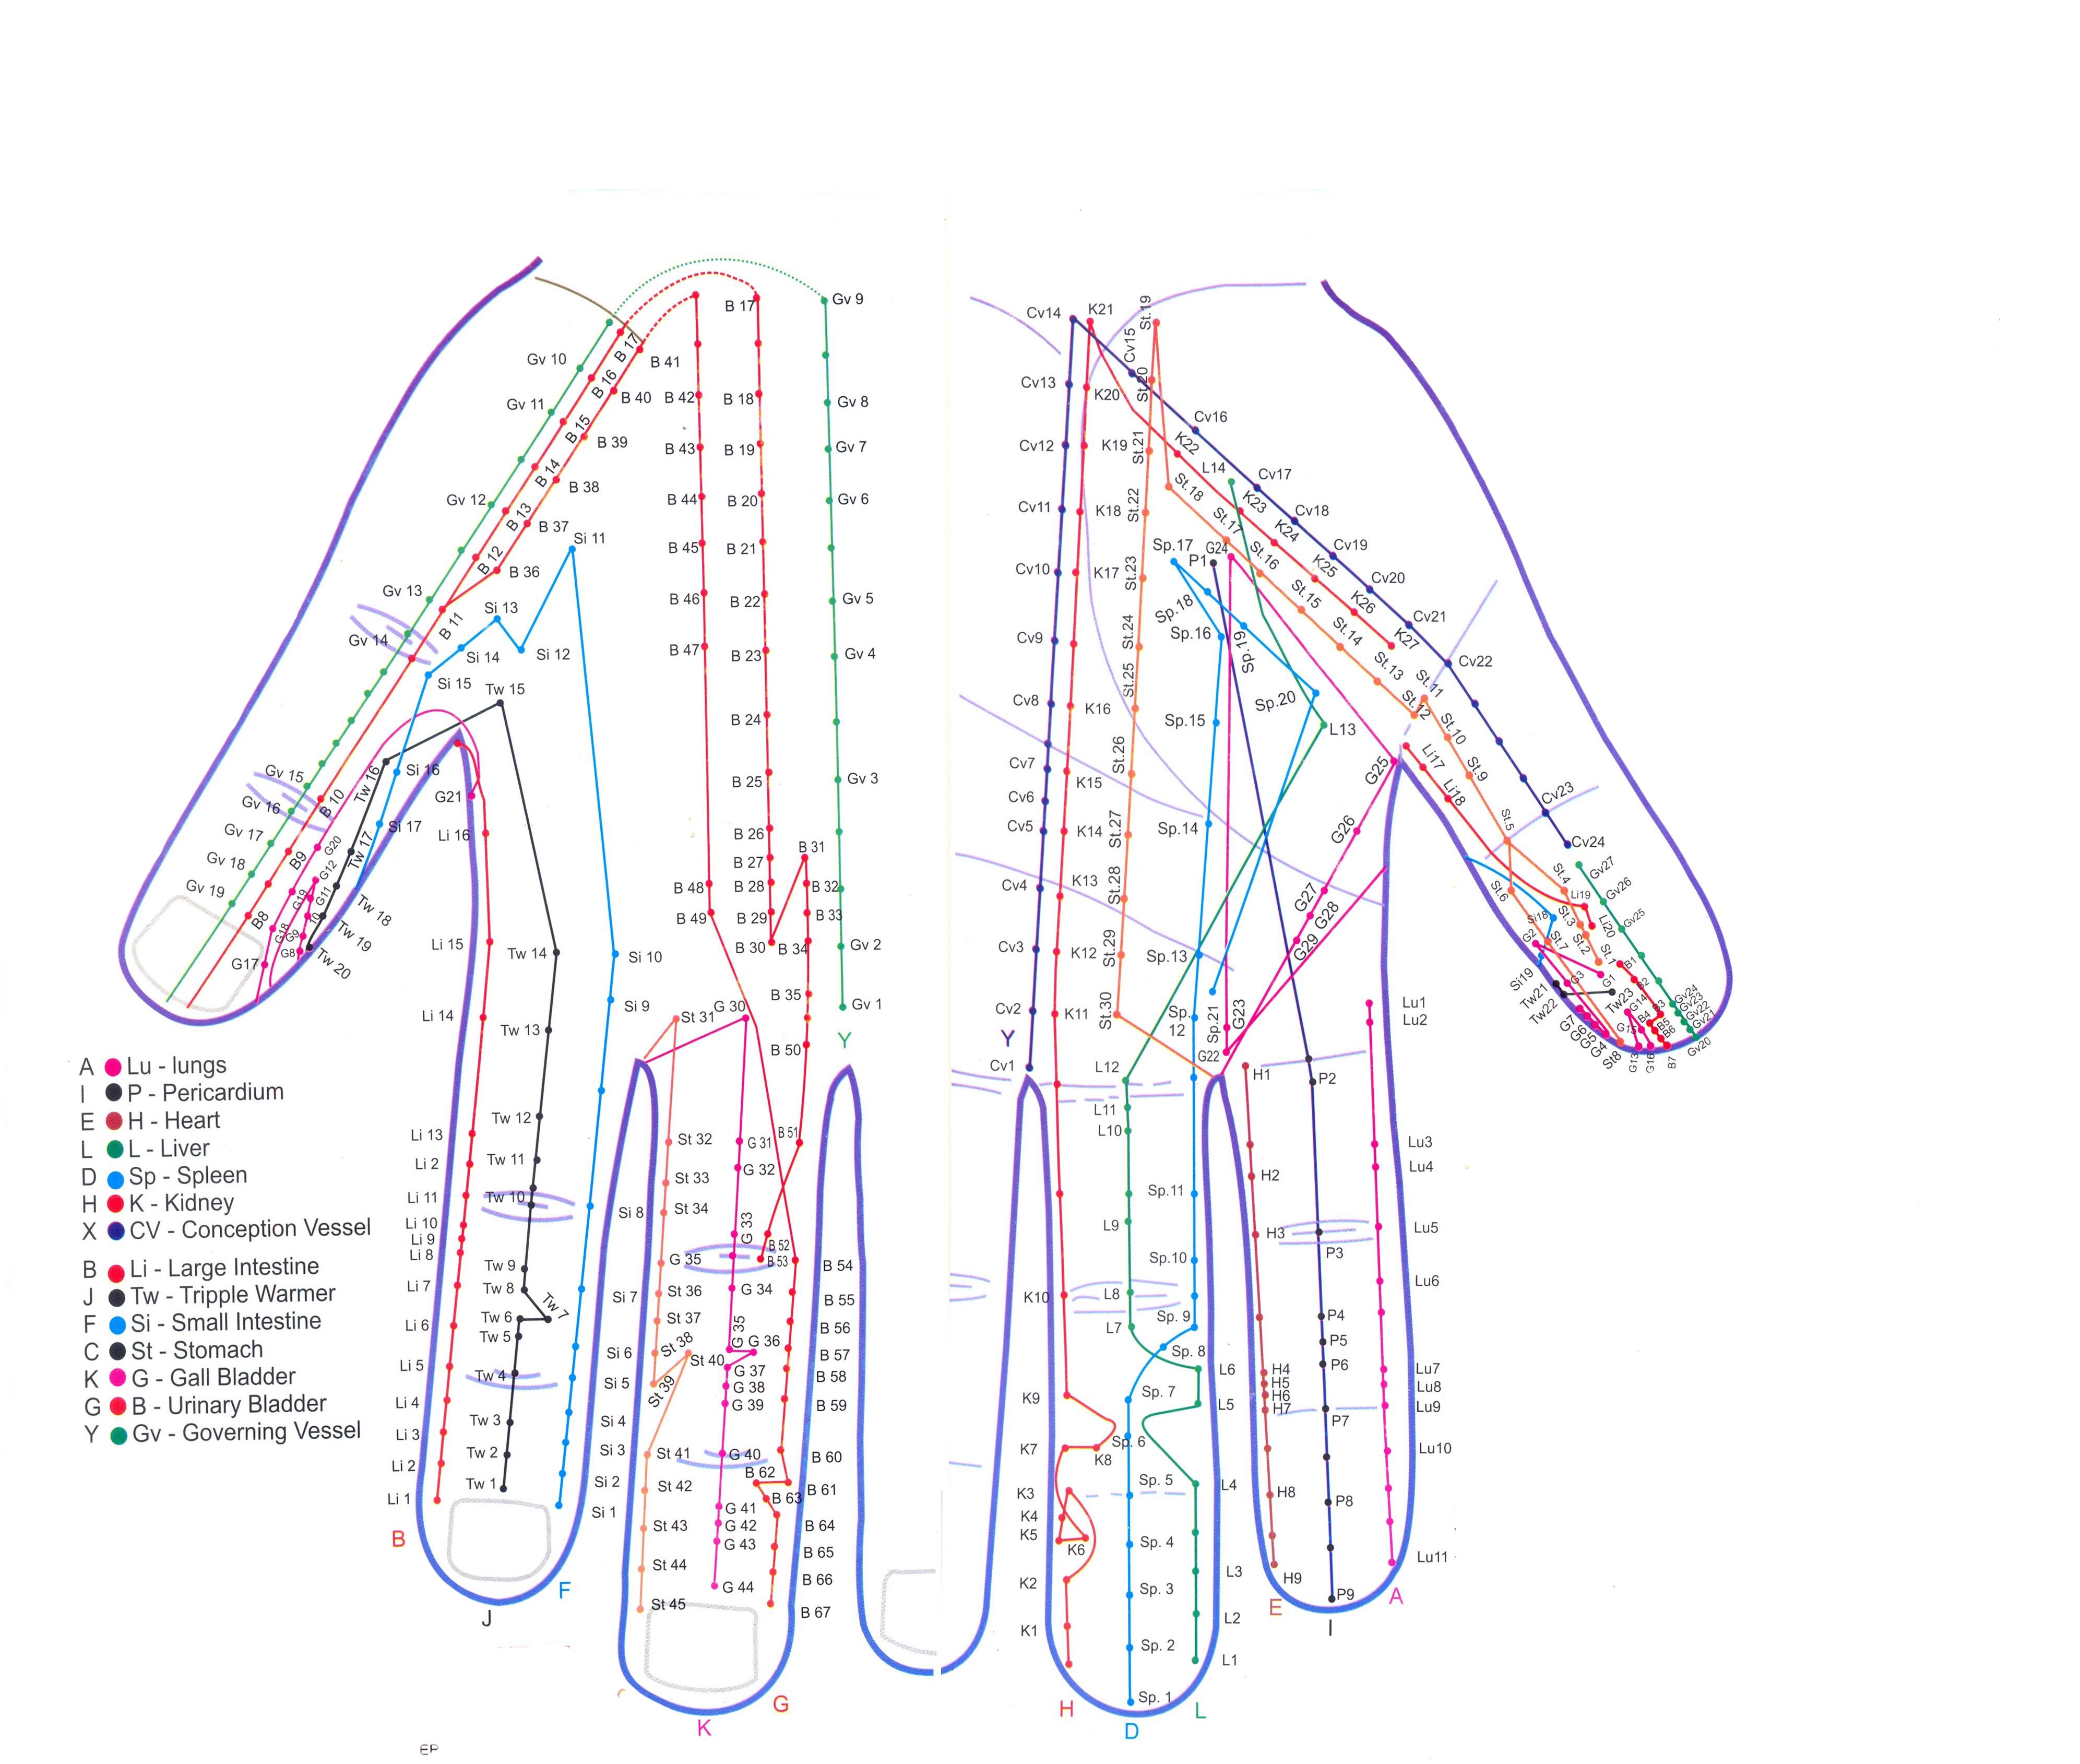 Gv 9
B 17
Gv 10
B 17
B 41
B 16
B 40
B 42
B 18
Gv 8
Gv 11
B 15
B 39
B 43
B 19
Gv 7
B 14
B 38
B 44
B 20
Gv 6
Gv 12
B 13
B 37
Si 11
B 45
B 21
B 12
B 36
Gv 13
Si 13
B 46
B 22
Gv 5
B 11
Gv 14
Si 14
Si 12
B 47
B 23
Gv 4
Si 15
Tw 15
B 24
Gv 15
Tw 16
Si 16
B 25
Gv 3
Gv 16
B 10
G21
Gv 17
Si 17
Li 16
B 26
G20
Tw 17
Gv 18
B9
G12
B 27
B 31
Gv 19
G19
G11
B 48
B 28
B 32
Tw 18
B8
10
B 49
B 29
B 33
G18
G9
Tw 19
Li 15
Tw 14
Si 10
B 30
B 34
Gv 2
G17
G8
Tw 20
Si 9
G 30
B 35
Gv 1
Li 14
Tw 13
St 31
Y
B 50
Li 13
Tw 12
St 32
G 31
B 51
Li 2
Tw 11
St 33
G 32
Li 11
Tw 10
Si 8
St 34
G 33
Li 10
Li 9
Li 8
Tw 9
G 35
B 52
B 53
B 54
Li 7
Tw 8
Tw 7
Si 7
St 36
G 34
B 55
Li 6
Tw 6
Tw 5
St 37
G 35
B 56
Si 6
St 38
St 40
G 36
B 57
Li 5
Tw 4
Si 5
St 39
G 37
G 38
B 58
Li 4
G 39
B 59
Li 3
Tw 3
Si 4
Li 2
Tw 2
Si 3
St 41
G 40
B 60
Li 1
Tw 1
Si 2
St 42
B 62
B 61
Si 1
G 41
B 63
B
St 43
G 42
B 64
G 43
B 65
F
St 44
G 44
B 66
J
St 45
B 67
K
G
EP
A Lu - lungs
I P - Pericardium
E H - Heart
L L - Liver
D Sp - Spleen
H K - Kidney
X CV - Conception Vessel
B Li - Large Intestine
J Tw - Tripple Warmer
F Si - Small Intestine
C St - Stomach
K G - Gall Bladder
G B - Urinary Bladder
Y Gv - Governing Vessel
Cv14
K21
St.19
Cv15
Cv13
K20
St.20
Cv16
Cv12
K19
St.21
K22
L14
Cv17
Cv11
K18
St.22
St.18
K23
Cv18
St.17
K24
Cv19
Cv10
K17
St.23
Sp.17
P1
G24
St.16
K25
Cv20
Sp.18
St.15
K26
Cv21
Cv9
St.24
Sp.16
Sp.19
St.14
K27
Cv22
Cv8
K16
St.25
Sp.15
Sp.20
L13
St.13
St.12
St.11
Cv7
K15
St.26
G25
St.10
Cv6
Li17
St.9
Cv5
K14
St.27
Sp.14
G26
Li18
Cv23
St.5
Cv24
Cv4
K13
St.28
G27
St.6
St.4
Gv27
G28
Li19
Gv26
Cv3
K12
St.29
Sp.13
G29
Si18
St.3
Li20
Gv25
G2
St.7
St.2
St.1
Cv2
K11
St.30
Sp.
12
Sp.21
G23
Lu1
Lu2
Si19
G3
G1
B1
B2
Tw21
Tw22
Tw23
G14
B3
Gv24
Gv23
Gv22
Gv21
Gv20
G7
G6
G5
G4
St8
G15
B4
B5
B6
G13
G16
B7
Y
Cv1
L12
G22
H1
P2
L11
L10
Lu3
Lu4
Sp.11
H2
L9
H3
P3
Lu5
Sp.10
K10
L8
Lu6
L7
Sp. 9
P4
P5
Sp. 8
L6
P6
Lu7
K9
Sp. 7
L5
H4
H5
H6
H7
P7
Lu8
Lu9
K7
K8
Sp. 6
Lu10
K3
Sp. 5
L4
H8
P8
K4
K5
K6
Sp. 4
Lu11
K2
Sp. 3
L3
H9
P9
K1
L2
E
A
Sp. 2
L1
I
Sp. 1
H
D
L